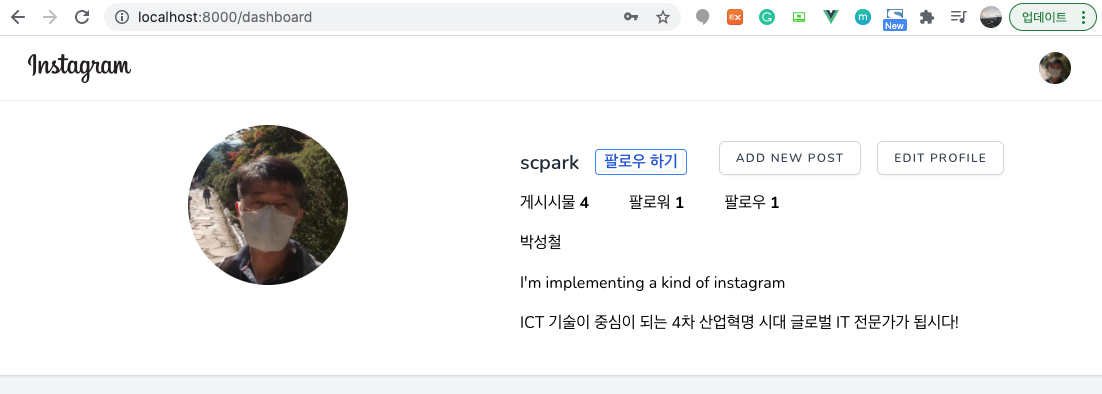 localhost:8000/dashboard
EX
m
New
업데이트
Instagram
scpark 팔로우 하기 ADD NEW POST EDIT PROFILE
게시시물 4 팔로워 1 팔로우 1
박성철
I'm implementing a kind of instagram
ICT 기술이 중심이 되는 4차 산업혁명 시대 글로벌 IT 전문가가 됩시다!